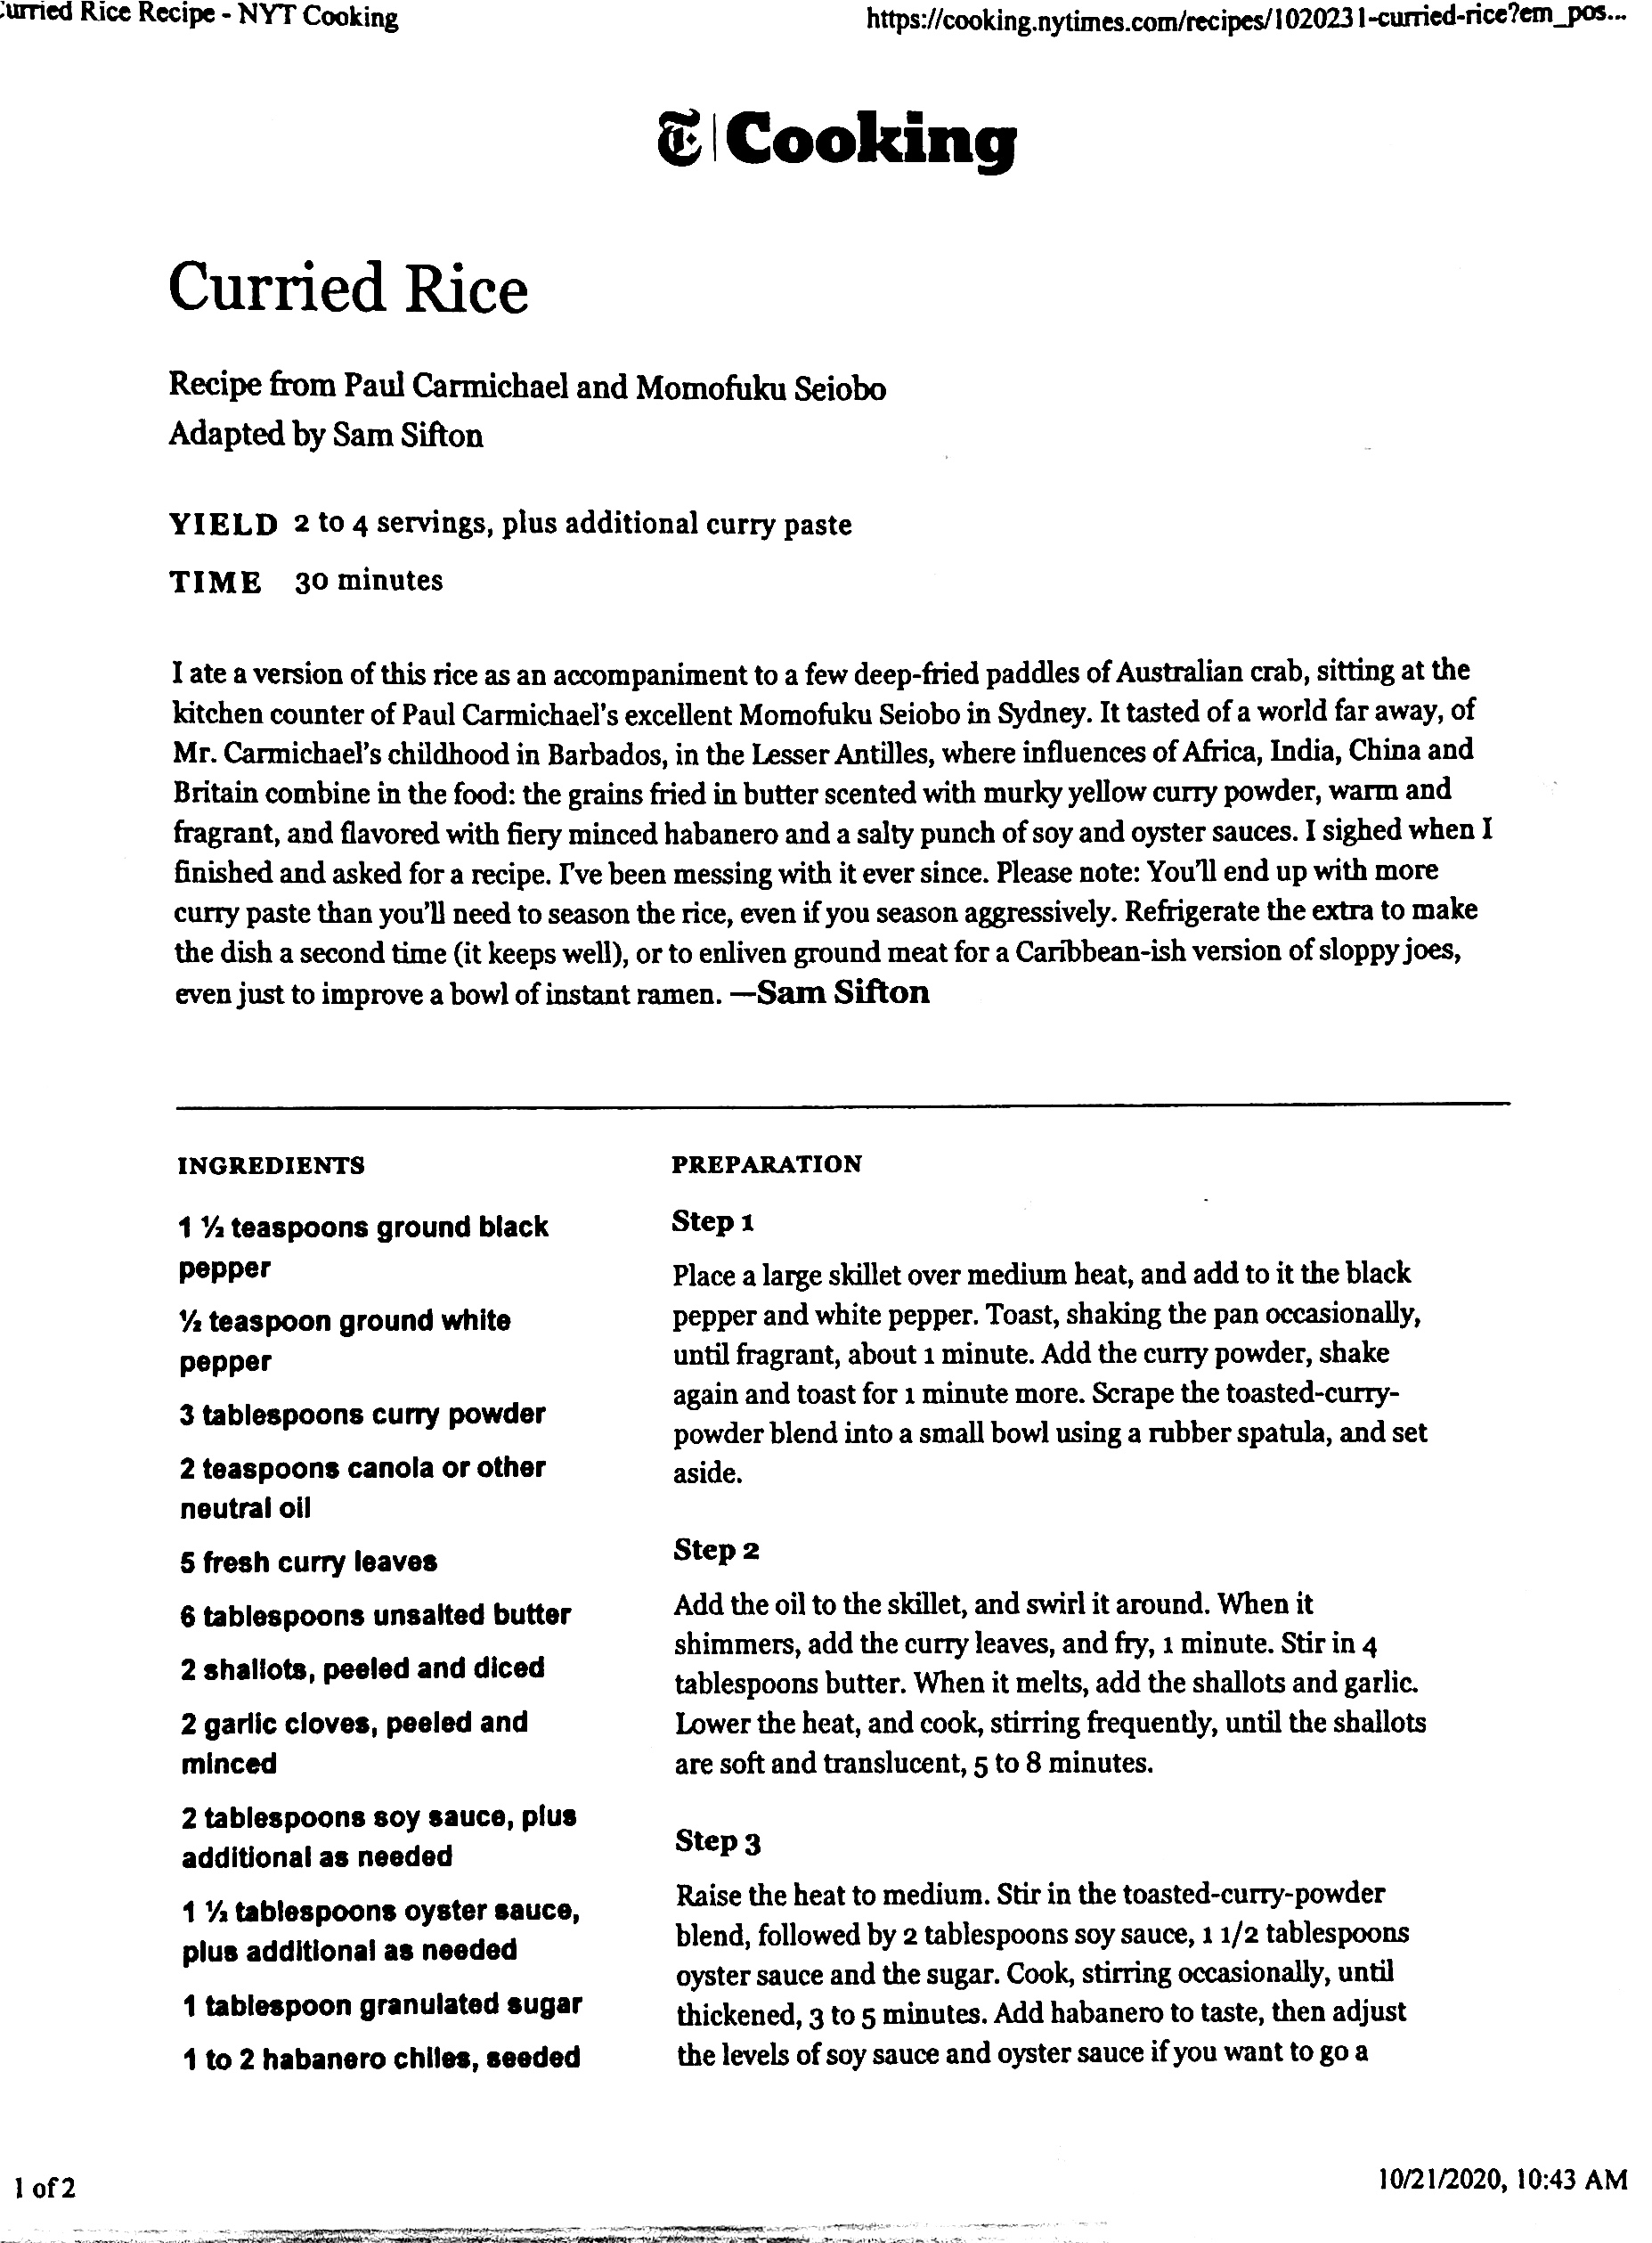 Curried Rice Recipe - NYT Cooking
https://cooking.nytimes.com/recipes/1020231-curried-rice?em_pos...
T Cooking
Curried Rice
Recipe from Paul Carmichael and Momofuku Seiobo
Adapted by Sam Sifton
YIELD 2 to 4 servings, plus additional curry paste
TIME 30 minutes
I ate a version of this rice as an accompaniment to a few deep-fried paddles of Australian crab, sitting at the
kitchen counter of Paul Carmichael's excellent Momofuku Seiobo in Sydney. It tasted of a world far away, of
Mr. Carmichael's childhood in Barbados, in the Lesser Antilles, where influences of Africa, India, China and
Britain combine in the food: the grains fried in butter scented with murky yellow curry powder, warm and
fragrant, and flavored with fiery minced habanero and a salty punch of soy and oyster sauces. I sighed when I
finished and asked for a recipe. I've been messing with it ever since. Please note: You'll end up with more
curry paste than you'll need to season the rice, even if you season aggressively. Refrigerate the extra to make
the dish a second time (it keeps well), or to enliven ground meat for a Caribbean-ish version of sloppy joes,
even just to improve a bowl of instant ramen. —Sam Sifton
INGREDIENTS
1 ½ teaspoons ground black
pepper
½ teaspoon ground white
pepper
3 tablespoons curry powder
2 teaspoons canola or other
neutral oil
5 fresh curry leaves
6 tablespoons unsalted butter
2 shallots, peeled and diced
2 garlic cloves, peeled and
minced
2 tablespoons soy sauce, plus
additional as needed
1 ½ tablespoons oyster sauce,
plus additional as needed
1 tablespoon granulated sugar
1 to 2 habanero chiles, seeded
PREPARATION
Step 1
Place a large skillet over medium heat, and add to it the black
pepper and white pepper. Toast, shaking the pan occasionally,
until fragrant, about 1 minute. Add the curry powder, shake
again and toast for 1 minute more. Scrape the toasted-curry-
powder blend into a small bowl using a rubber spatula, and set
aside.
Step 2
Add the oil to the skillet, and swirl it around. When it
shimmers, add the curry leaves, and fry, 1 minute. Stir in 4
tablespoons butter. When it melts, add the shallots and garlic.
Lower the heat, and cook, stirring frequently, until the shallots
are soft and translucent, 5 to 8 minutes.
Step 3
Raise the heat to medium. Stir in the toasted-curry-powder
blend, followed by 2 tablespoons soy sauce, 1 1/2 tablespoons
oyster sauce and the sugar. Cook, stirring occasionally, until
thickened, 3 to 5 minutes. Add habanero to taste, then adjust
the levels of soy sauce and oyster sauce if you want to go a
1 of 2
10/21/2020, 10:43 AM